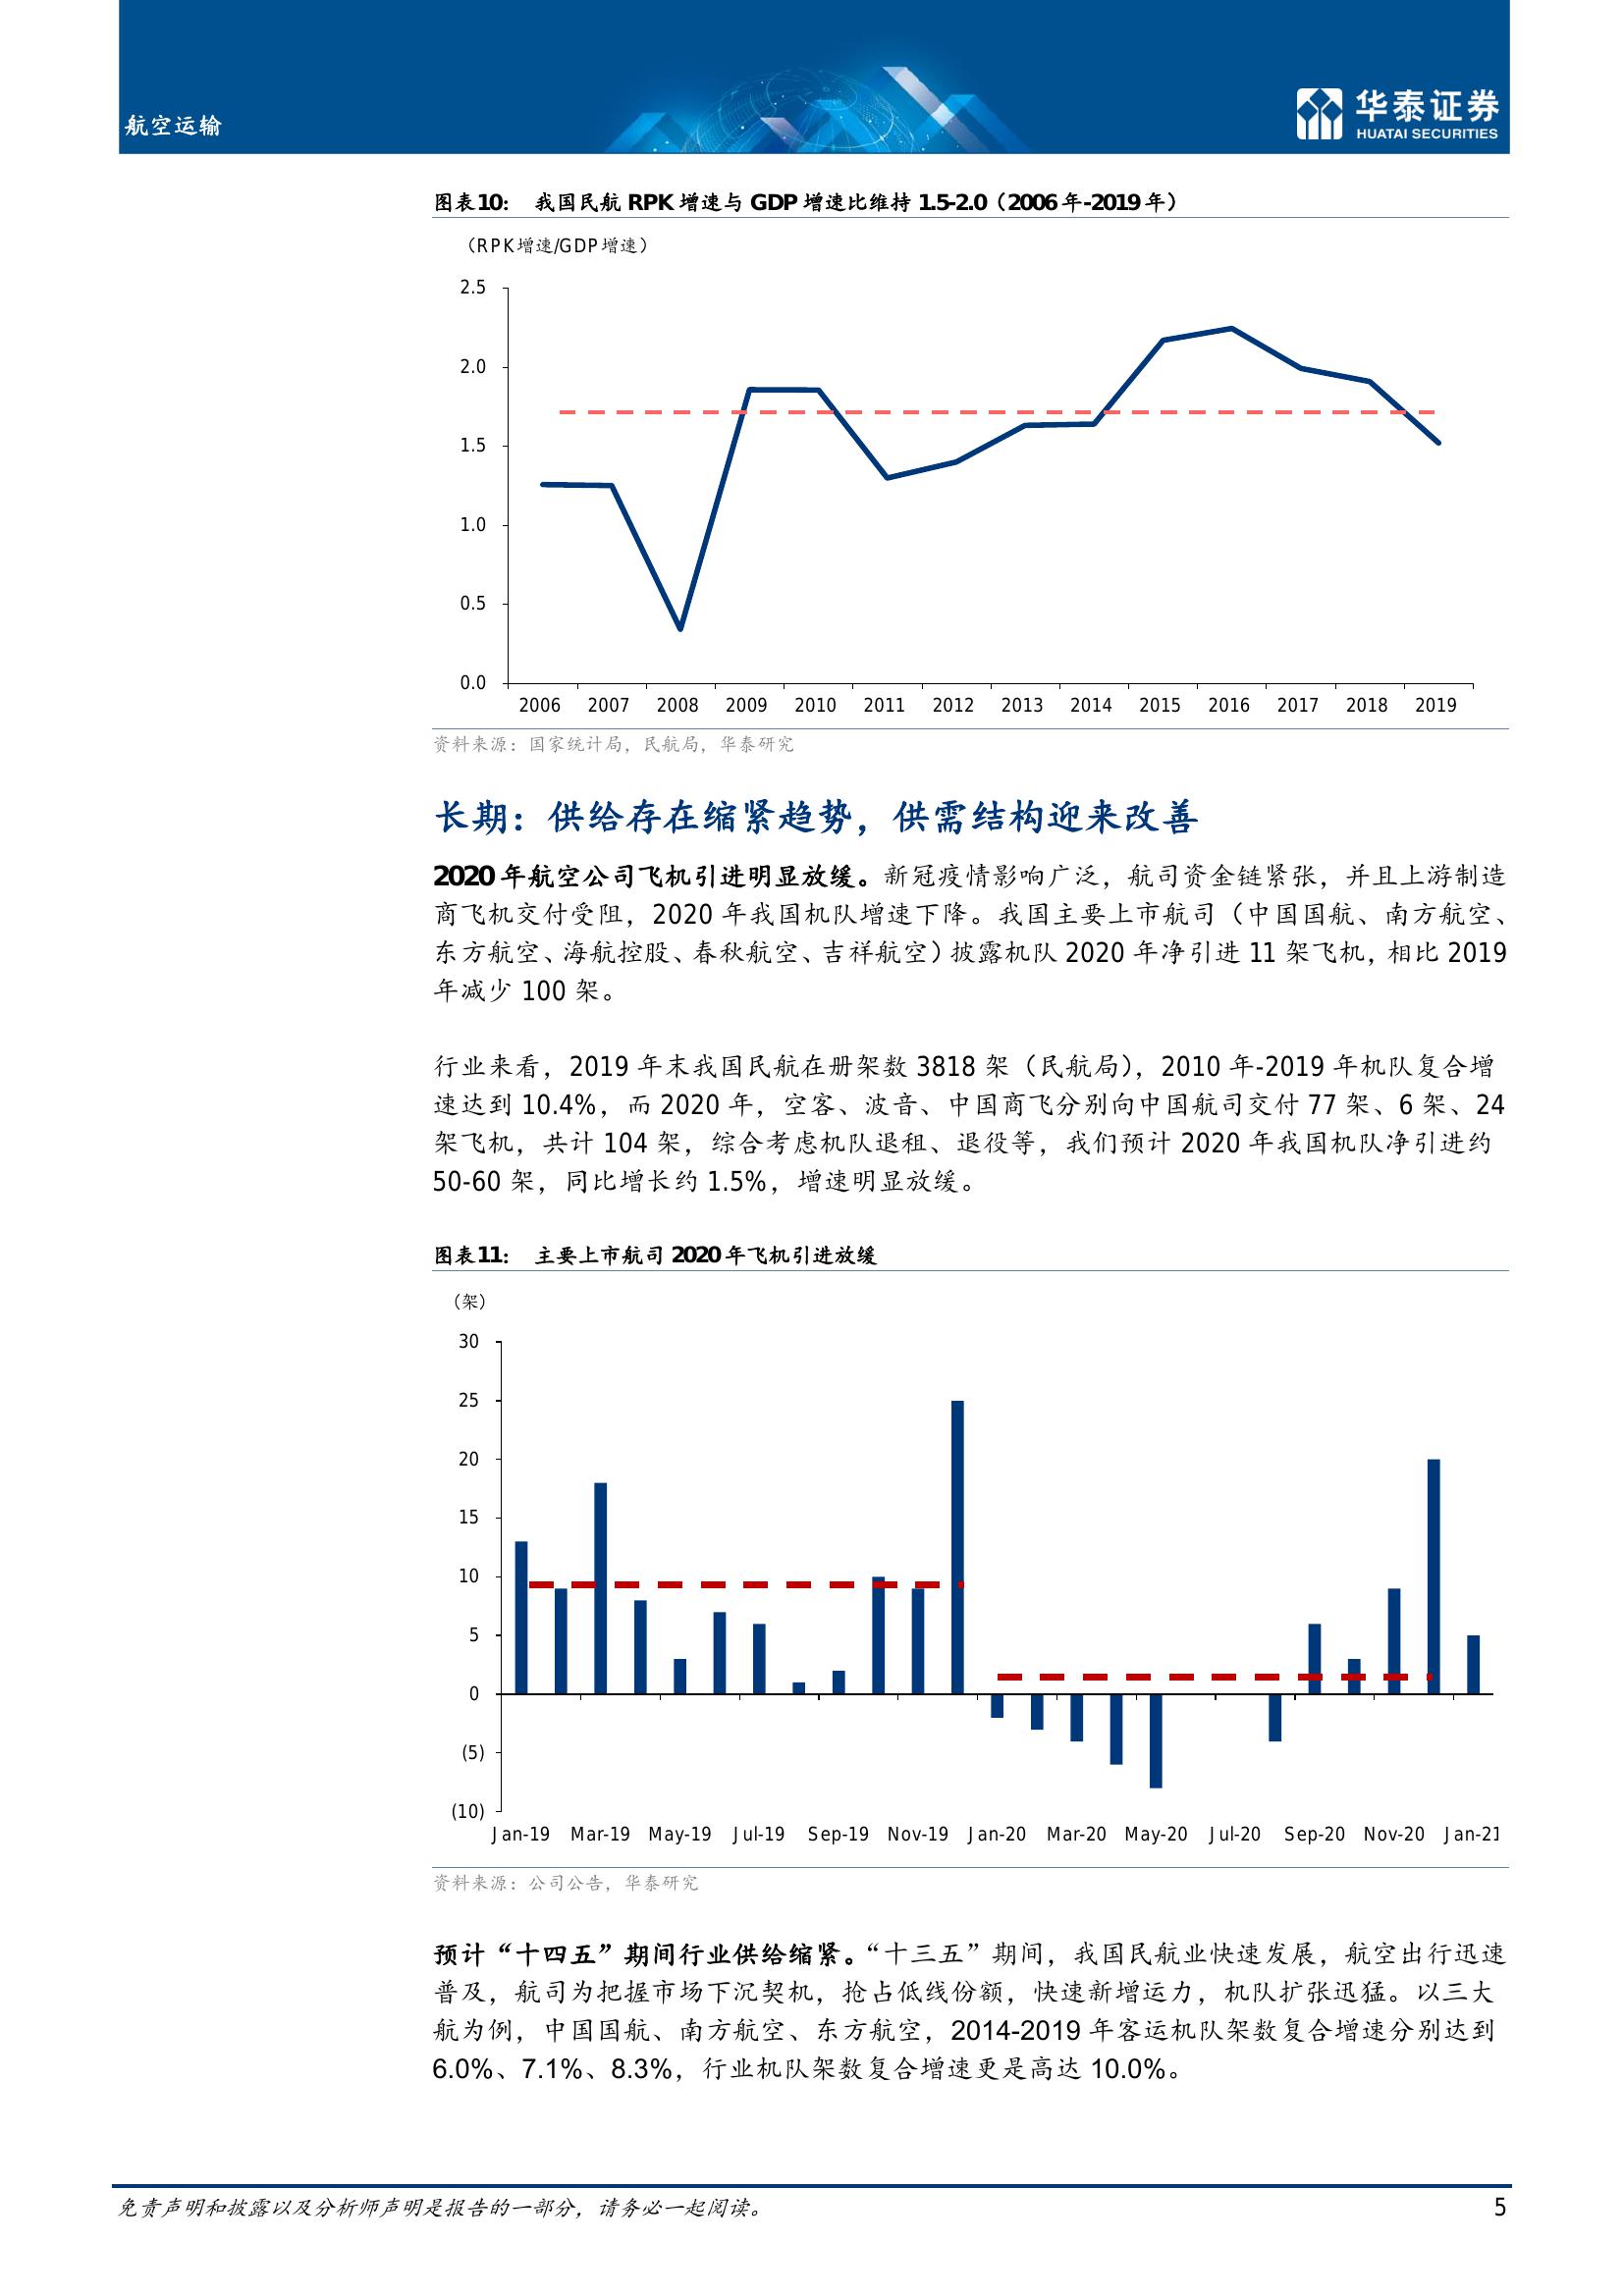 航空运输
华泰证券
HUATAI SECURITIES
图表10： 我国民航 RPK 增速与 GDP 增速比维持 1.5-2.0（2006 年-2019 年）
（RPK增速/GDP增速）
2.5
2.0
1.5
1.0
0.5
0.0
2006 2007 2008 2009 2010 2011 2012 2013 2014 2015 2016 2017 2018 2019
资料来源：国家统计局，民航局，华泰研究
长期：供给存在缩紧趋势，供需结构迎来改善
2020 年航空公司飞机引进明显放缓。新冠疫情影响广泛，航司资金链紧张，并且上游制造
商飞机交付受阻，2020 年我国机队增速下降。我国主要上市航司（中国国航、南方航空、
东方航空、海航控股、春秋航空、吉祥航空）披露机队 2020 年净引进 11 架飞机，相比 2019
年减少 100 架。
行业来看，2019 年末我国民航在册架数 3818 架（民航局），2010 年-2019 年机队复合增
速达到 10.4%，而 2020 年，空客、波音、中国商飞分别向中国航司交付 77 架、6 架、24
架飞机，共计 104 架，综合考虑机队退租、退役等，我们预计 2020 年我国机队净引进约
50-60 架，同比增长约 1.5%，增速明显放缓。
图表11： 主要上市航司 2020 年飞机引进放缓
（架）
30
25
20
15
10
5
0
(5)
(10)
Jan-19 Mar-19 May-19 Jul-19 Sep-19 Nov-19 Jan-20 Mar-20 May-20 Jul-20 Sep-20 Nov-20 Jan-21
资料来源：公司公告，华泰研究
预计“十四五”期间行业供给缩紧。“十三五”期间，我国民航业快速发展，航空出行迅速
普及，航司为把握市场下沉契机，抢占低线份额，快速新增运力，机队扩张迅猛。以三大
航为例，中国国航、南方航空、东方航空，2014-2019 年客运机队架数复合增速分别达到
6.0%、7.1%、8.3%，行业机队架数复合增速更是高达 10.0%。
免责声明和披露以及分析师声明是报告的一部分，请务必一起阅读。 5